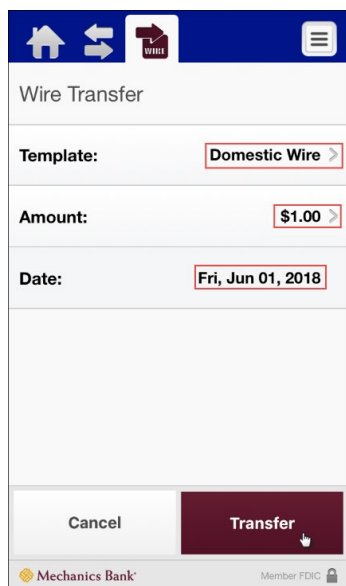 WIRE
Wire Transfer
Template: Domestic Wire
Amount: $1.00
Date: Fri, Jun 01, 2018
Cancel Transfer
Mechanics Bank Member FDIC